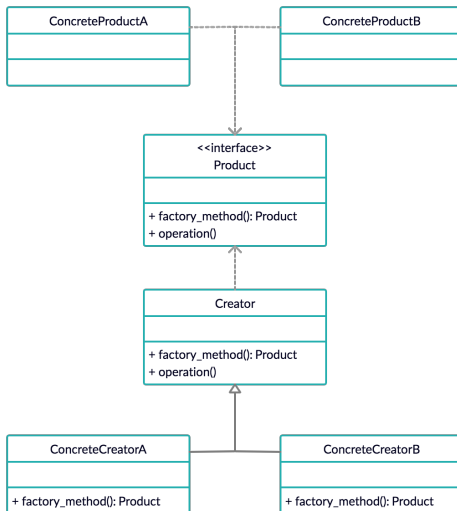 ConcreteProductA
ConcreteProductB
<<interface>>
Product
+ factory_method(): Product
+ operation()
Creator
+ factory_method(): Product
+ operation()
ConcreteCreatorA
ConcreteCreatorB
+ factory_method(): Product
+ factory_method(): Product